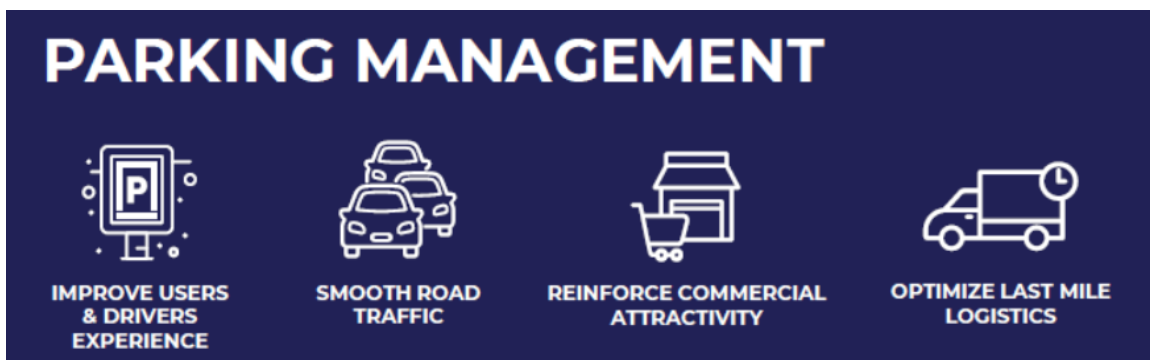 PARKING MANAGEMENT
P
IMPROVE USERS
& DRIVERS
EXPERIENCE
SMOOTH ROAD
TRAFFIC
REINFORCE COMMERCIAL
ATTRACTIVITY
OPTIMIZE LAST MILE
LOGISTICS